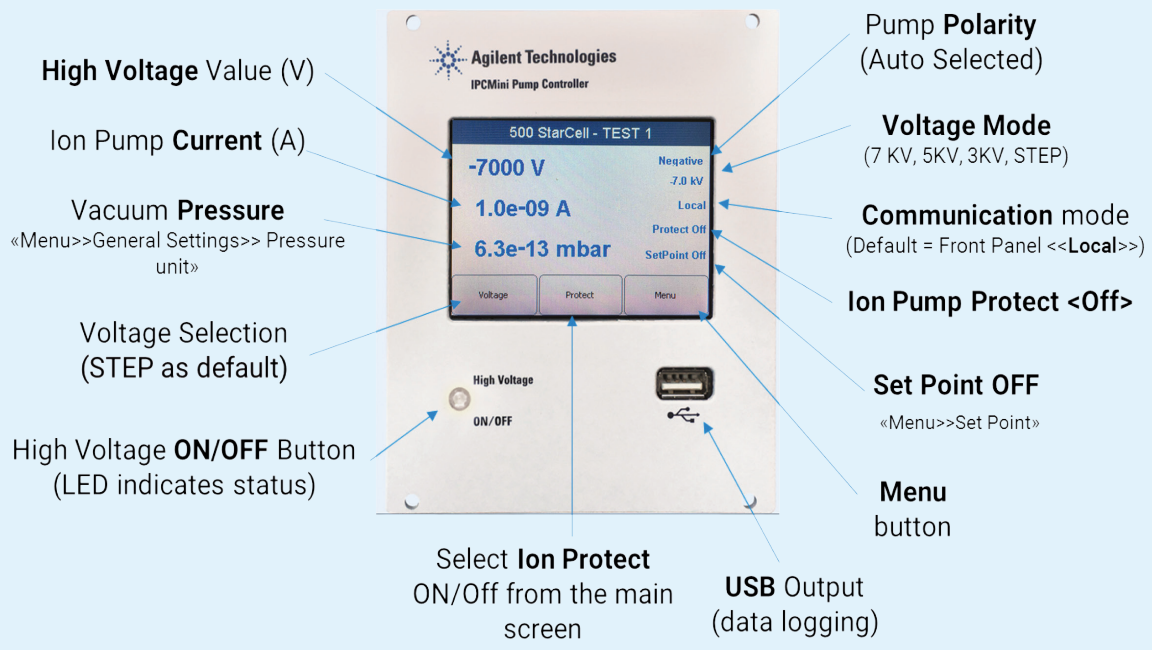 High Voltage Value (V)
Ion Pump Current (A)
Vacuum Pressure
«Menu>>General Settings>> Pressure
unit»
Voltage Selection
(STEP as default)
High Voltage ON/OFF Button
(LED indicates status)
Agilent Technologies
IPCMini Pump Controller
500 StarCell - TEST 1
-7000 V
1.0e-09 A
6.3e-13 mbar
Negative
-7.0 kV
Local
Protect Off
SetPoint Off
Voltage
Protect
Menu
High Voltage
ON/OFF
Select Ion Protect
ON/Off from the main
screen
Pump Polarity
(Auto Selected)
Voltage Mode
(7 KV, 5KV, 3KV, STEP)
Communication mode
(Default = Front Panel <<Local>>)
Ion Pump Protect <Off>
Set Point OFF
«Menu>>Set Point»
Menu
button
USB Output
(data logging)